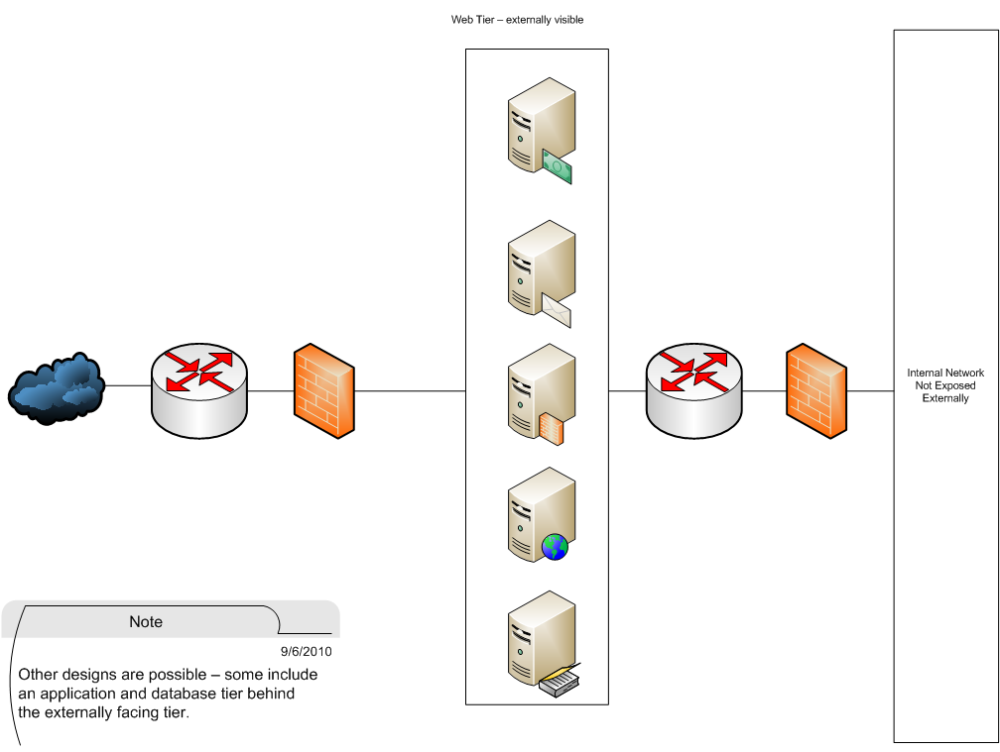 Web Tier – externally visible
Internal Network
Not Exposed
Externally
Note
9/6/2010
Other designs are possible – some include
an application and database tier behind
the externally facing tier.